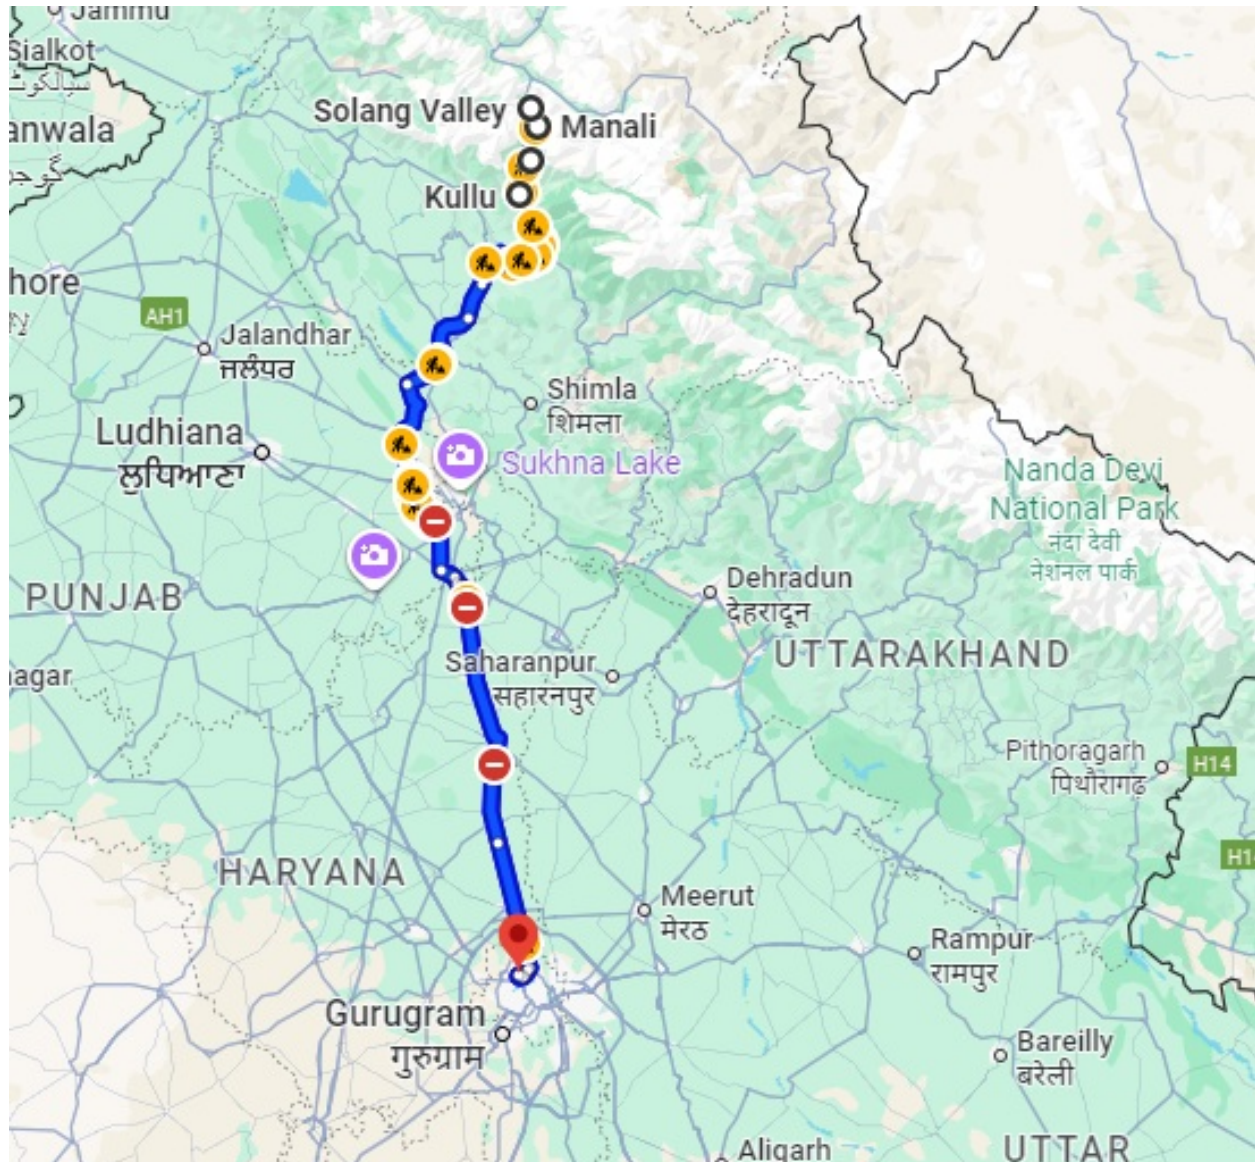 Jammu
Sialkot
سیالکوٹ
anwala
Solang Valley
Manali
Kullu
hore
AH1
Jalandhar
ਜਲੰਧਰ
Shimla
शिमला
Ludhiana
ਲੁਧਿਆਣਾ
Sukhna Lake
Nanda Devi
National Park
नंदा देवी
नेशनल पार्क
PUNJAB
Dehradun
देहरादून
UTTARAKHAND
Saharanpur
सहारनपुर
nagar
Pithoragarh
पिथौरागढ़
H14
HARYANA
H1
Meerut
मेरठ
Rampur
रामपुर
Gurugram
गुरुग्राम
Bareilly
बरेली
Aligarh
UTTAR